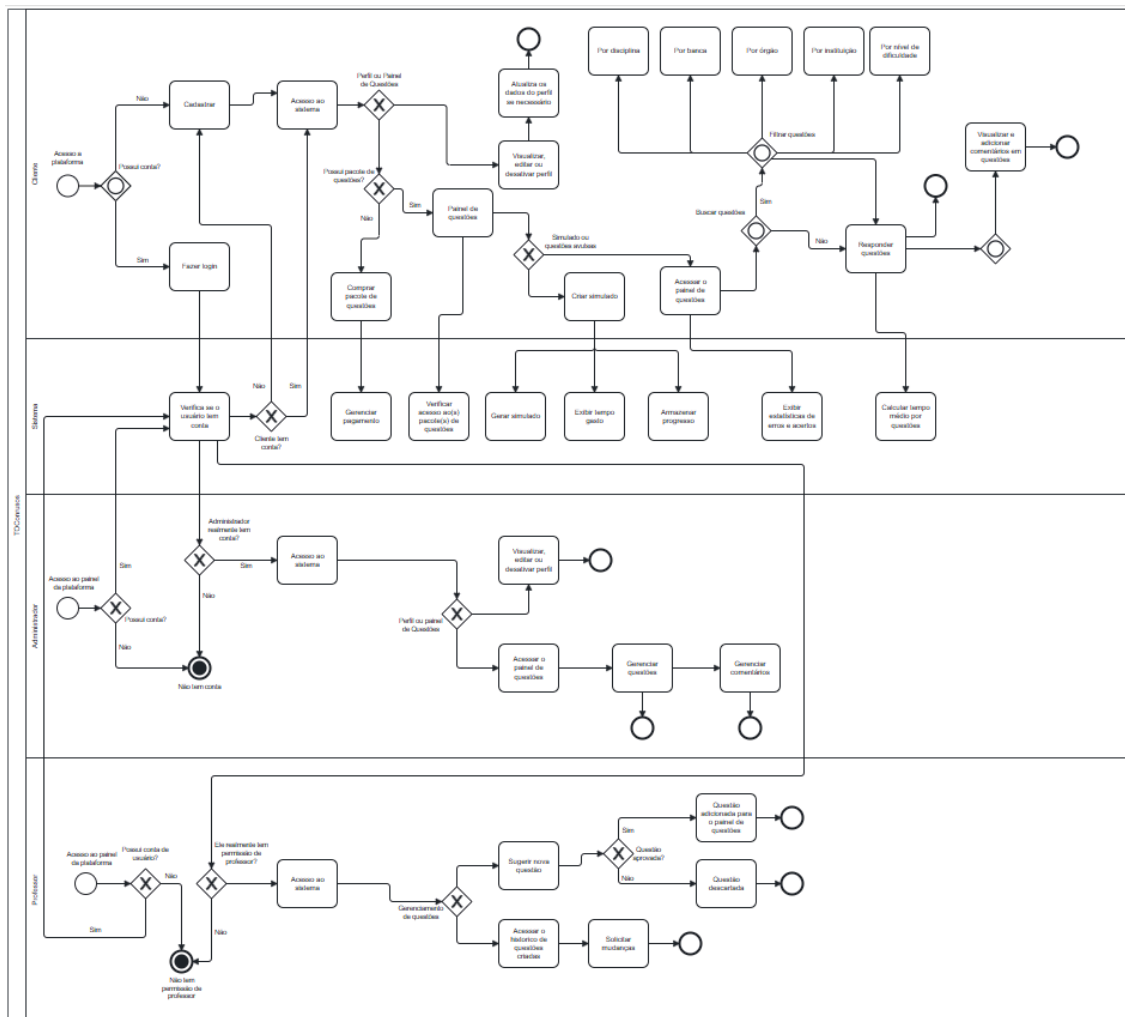 TDConrusos
Cliente
Acesso a
plataforma
Possui conta?
Não
Sim
Cadastrar
Fazer login
Acesso ao
sistema
Perfil ou Painel
de Questões
Atualiza os
dados do perfil
se necessário
Visualizar,
editar ou
desativar perfil
Possui pacote de
questões?
Sim
Não
Painel de
questões
Comprar
pacote de
questões
Simulado ou
questões avulsas
Criar simulado
Acessar o
painel de
questões
Buscar questões
Sim
Não
Filtrar questões
Por disciplina
Por banca
Por órgão
Por instituição
Por nível de
dificuldade
Responder
questões
Visualizar e
adicionar
comentários em
questões
Sistema
Verifica se o
usuário tem
conta
Não
Sim
Cliente tem
conta?
Gerenciar
pagamento
Verificar
acesso ao(s)
pacote(s) de
questões
Gerar simulado
Exibir tempo
gasto
Armazenar
progresso
Exibir
estatísticas de
erros e acertos
Calcular tempo
médio por
questões
Administrador
Acesso ao painel
da plataforma
Possui conta?
Sim
Não
Administrador
realmente tem
conta?
Sim
Não
Não tem conta
Acesso ao
sistema
Perfil ou painel
de Questões
Visualizar,
editar ou
desativar perfil
Acessar o
painel de
questões
Gerenciar
questões
Gerenciar
comentários
Professor
Acesso ao painel
da plataforma
Possui conta de
usuário?
Não
Sim
Ele realmente tem
permissão de
professor?
Não
Não tem
permissão de
professor
Acesso ao
sistema
Gerenciamento
de questões
Sugerir nova
questão
Questão
aprovada?
Sim
Não
Questão
adicionada para
o painel de
questões
Questão
descartada
Acessar o
historico de
questões
criadas
Solicitar
mudanças